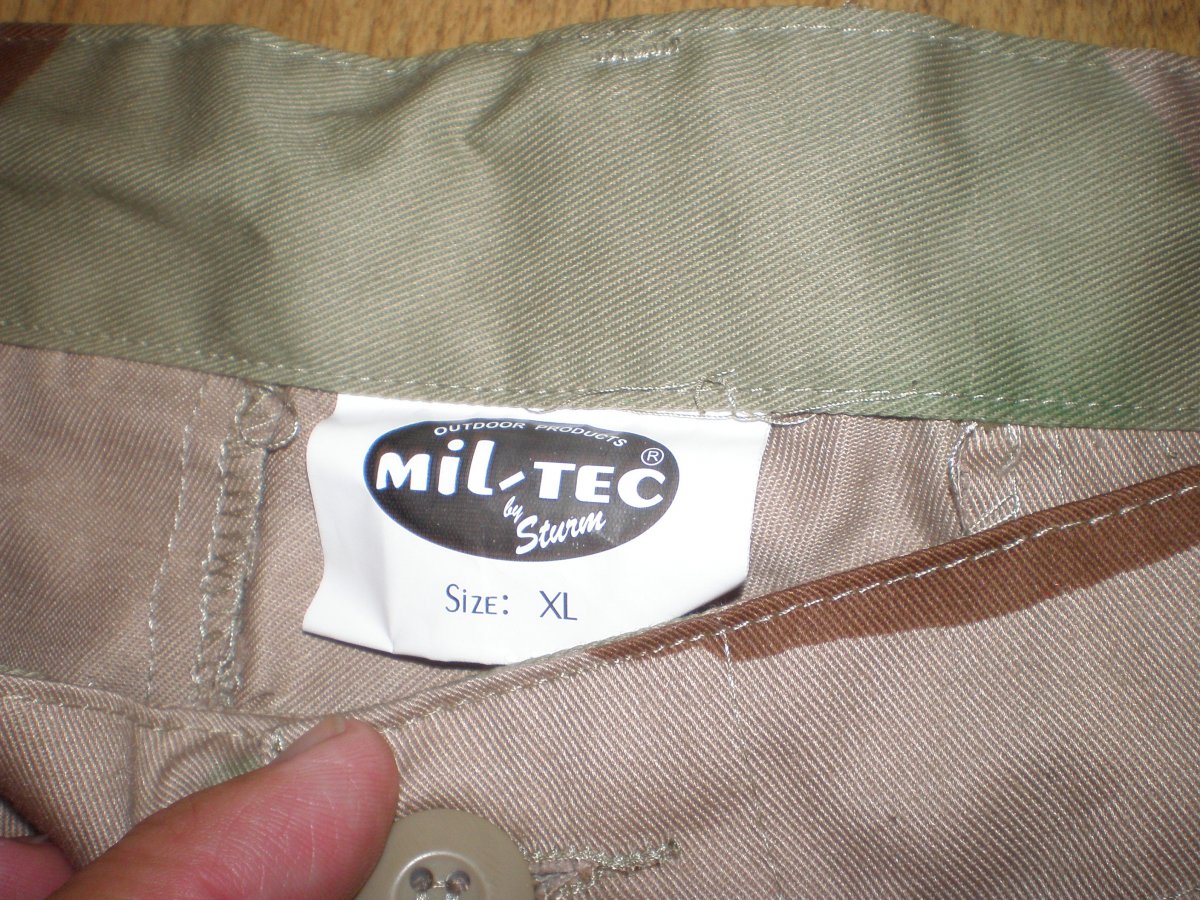 OUTDOOR PRODUCTS
MiL-TEC ®
by
Sturm
SIZE: XL